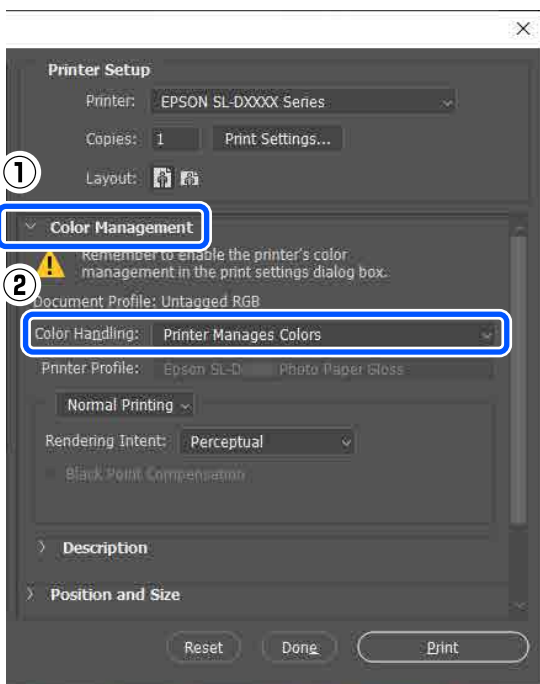 Printer Setup
Printer: EPSON SL-DXXXX Series
Copies: 1 Print Settings...
Layout:
①
Color Management
Remember to enable the printer's color
management in the print settings dialog box.
②
Document Profile: Untagged RGB
Color Handling: Printer Manages Colors
Printer Profile: Epson SL-D Photo Paper Gloss
Normal Printing
Rendering Intent: Perceptual
Black Point Compensation
Description
Position and Size
Reset Done Print